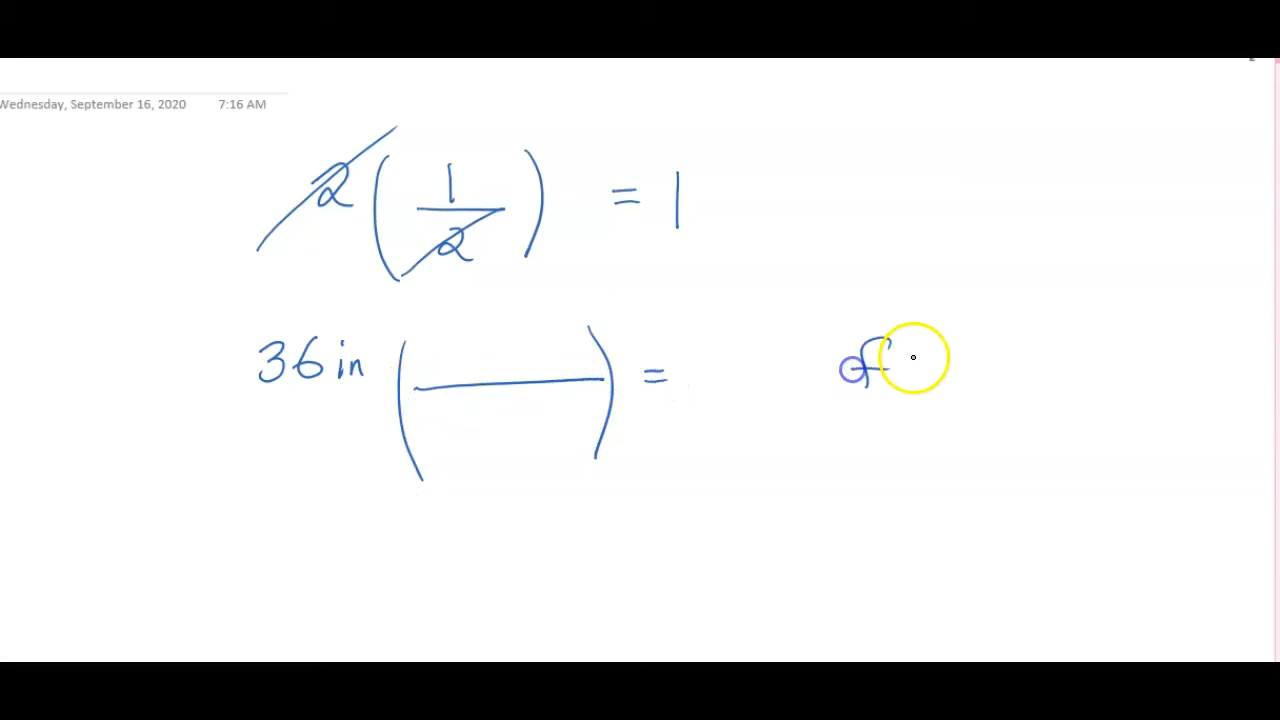 Wednesday, September 16, 2020 7:16 AM
2 ( 1 / 2 ) = 1
36 in ( — ) = f